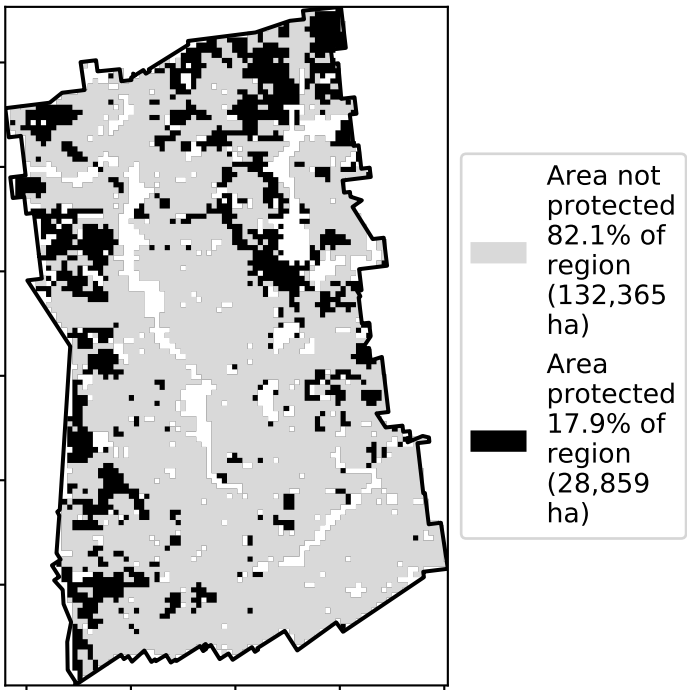 Area not
protected
82.1% of
region
(132,365
ha)
Area
protected
17.9% of
region
(28,859
ha)